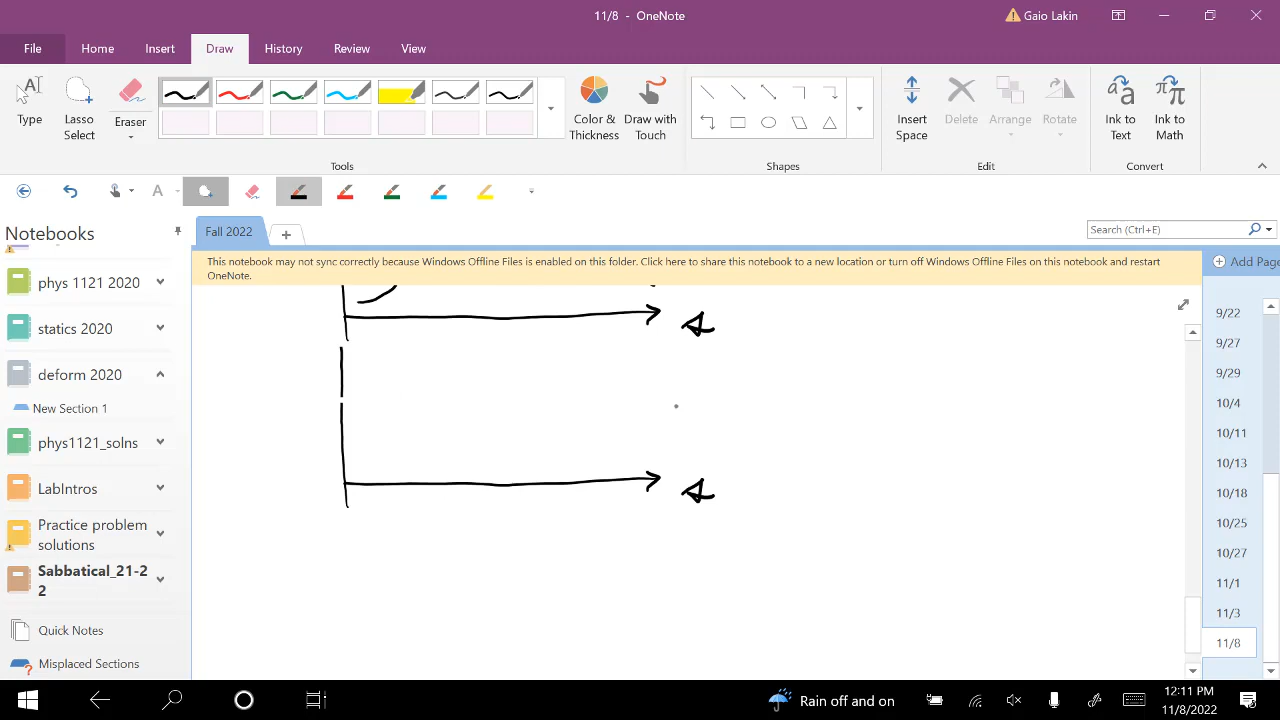 11/8 - OneNote
Gaio Lakin
File Home Insert Draw History Review View
Type
Lasso Select
Eraser
Color & Thickness
Draw with Touch
Insert Space
Delete
Arrange
Rotate
Ink to Text
Ink to Math
Tools
Shapes
Edit
Convert
Notebooks
Fall 2022
Search (Ctrl+E)
This notebook may not sync correctly because Windows Offline Files is enabled on this folder. Click here to share this notebook to a new location or turn off Windows Offline Files on this notebook and restart
OneNote.
Add Page
phys 1121 2020
statics 2020
deform 2020
New Section 1
phys1121_solns
LabIntros
Practice problem
solutions
Sabbatical_21-2
2
Quick Notes
Misplaced Sections
9/22
9/27
9/29
10/4
10/11
10/13
10/18
10/25
10/27
11/1
11/3
11/8
Rain off and on
12:11 PM
11/8/2022